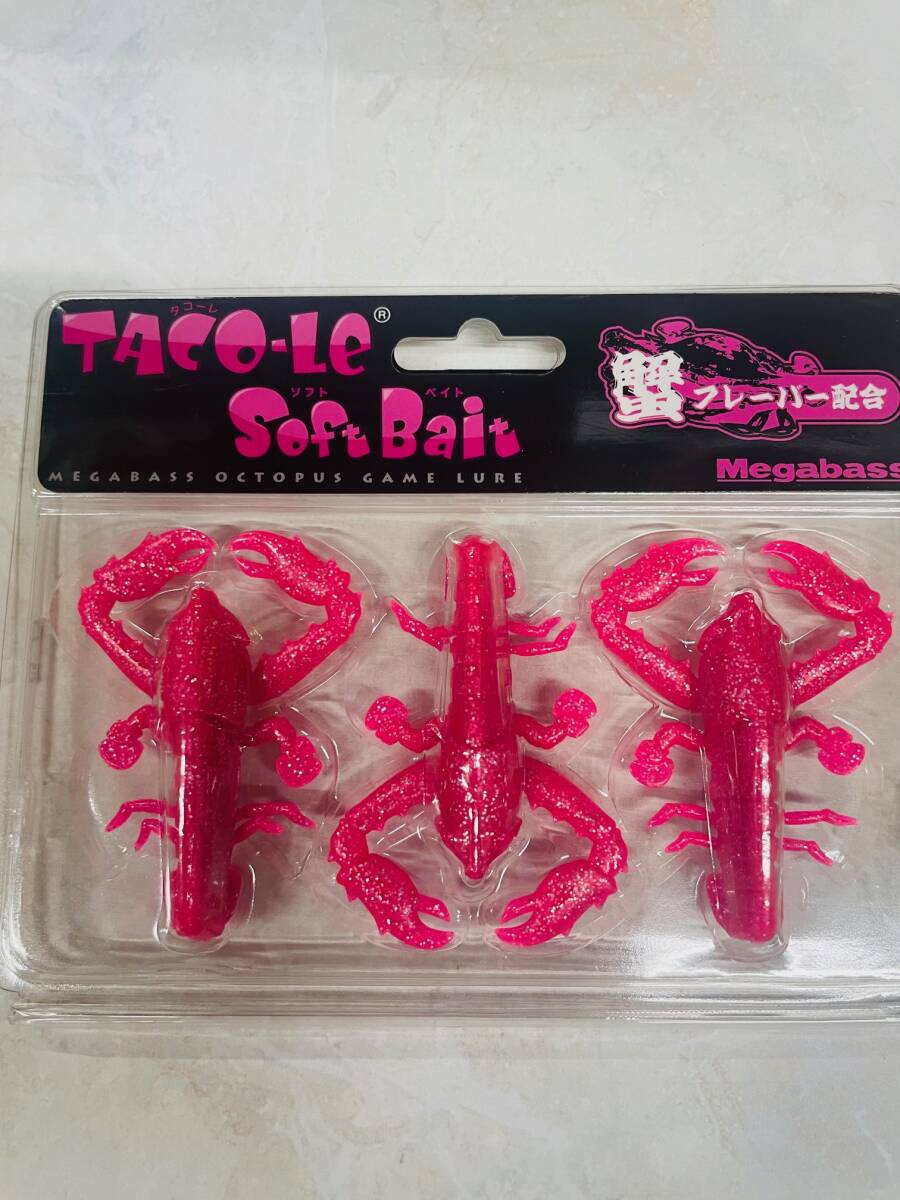 タコーレ
TACO-Le®
ソフト ベイト
Soft Bait
MEGABASS OCTOPUS GAME LURE
蟹フレーバー配合
Megabass